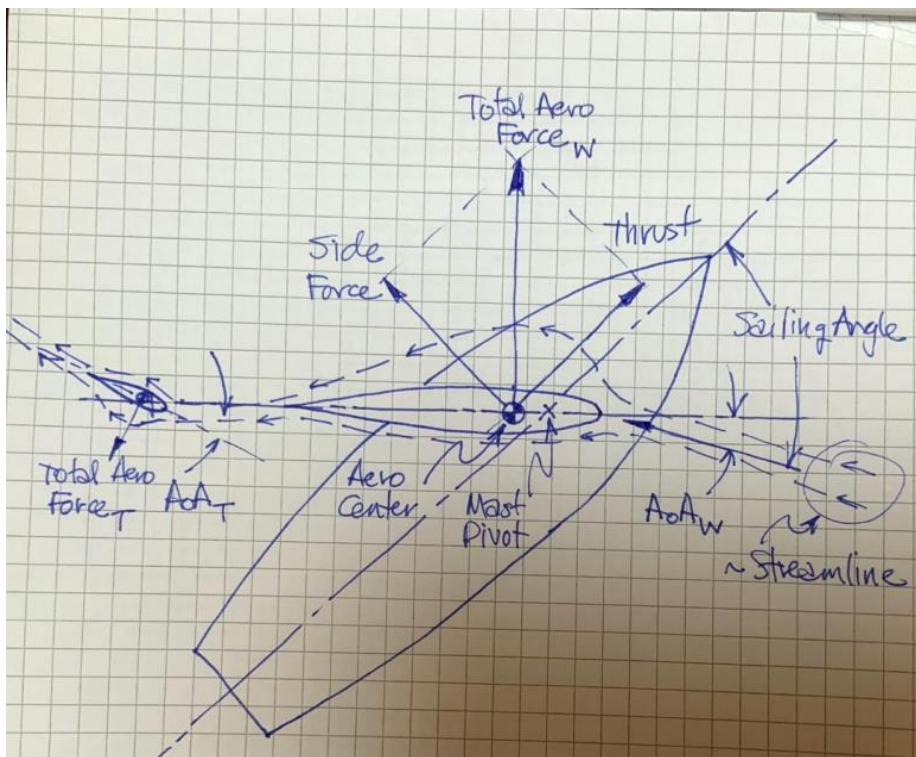 Total Aero
Force W
Thrust
Side
Force
Sailing Angle
Total Aero
Force T
AoA T
Aero
Center
Mast
Pivot
AoA W
~ Streamline